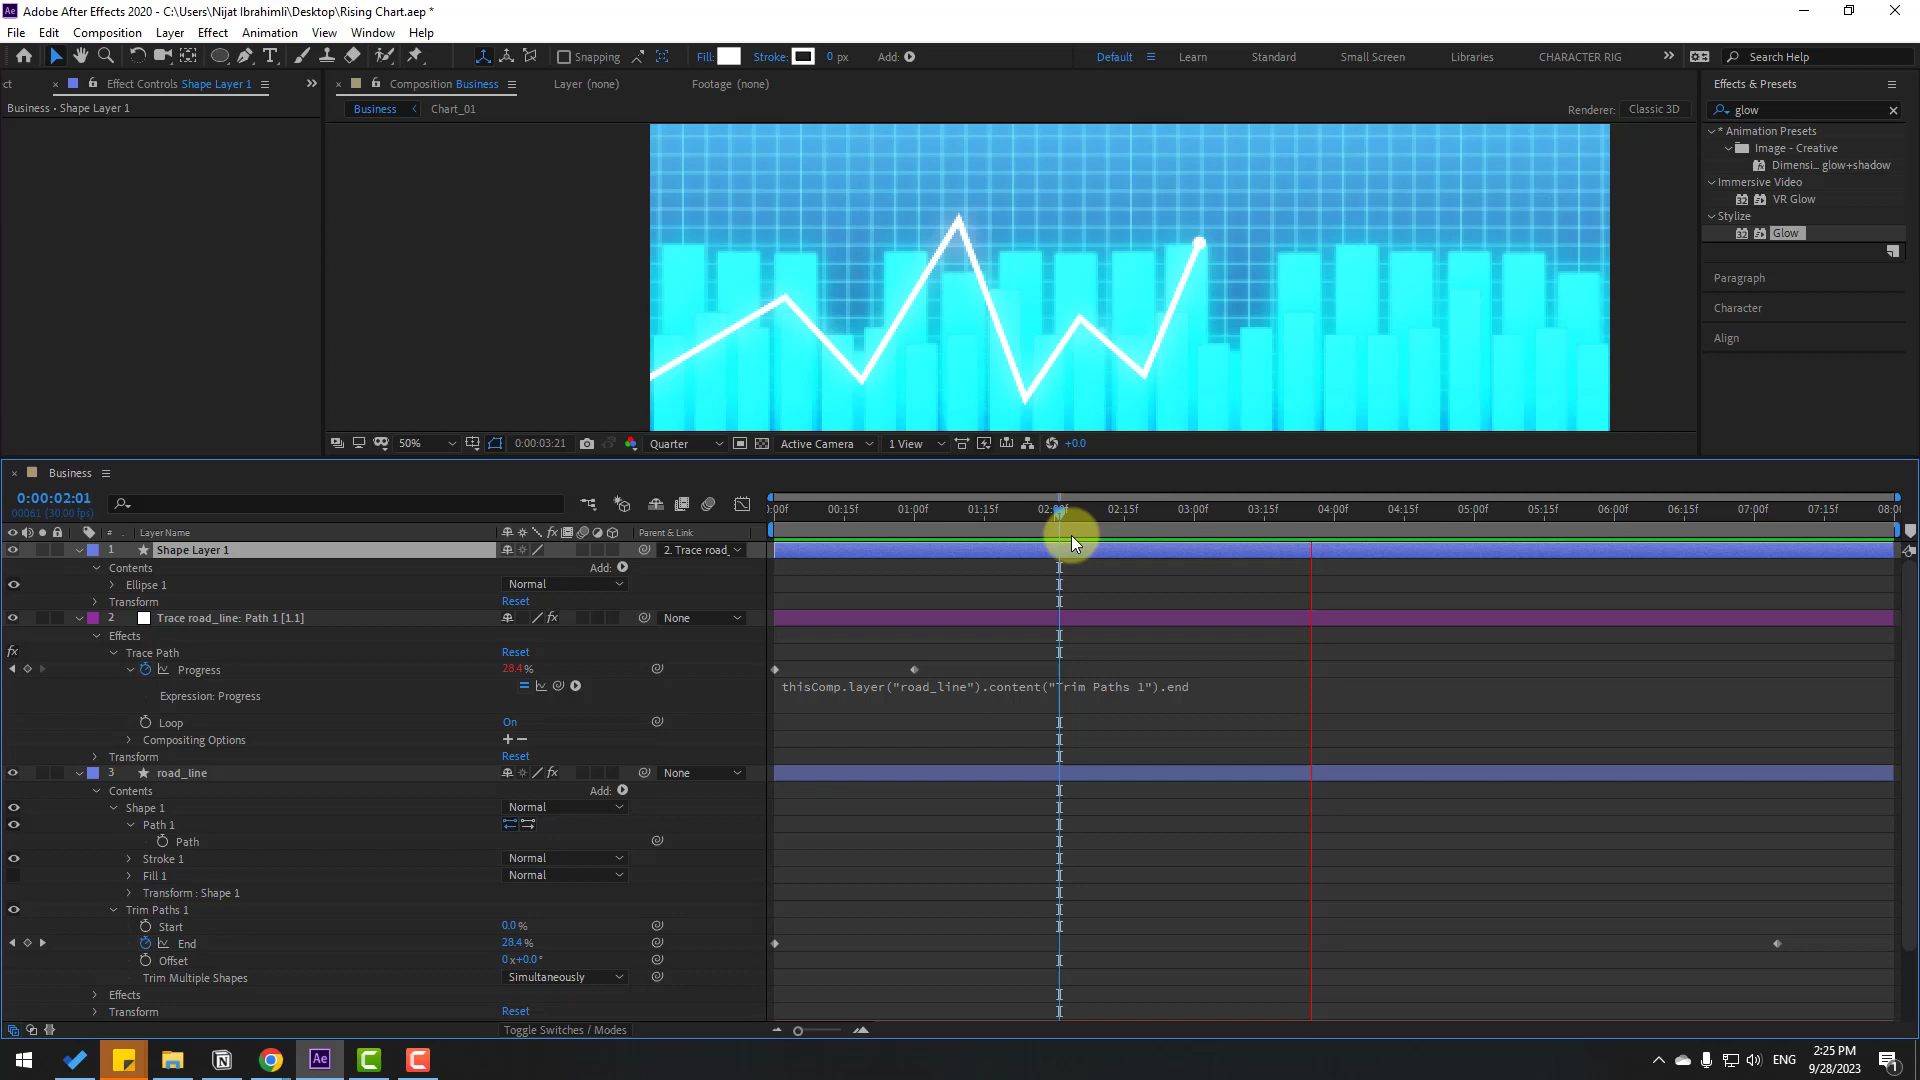 Adobe After Effects 2020 - C:\Users\Nijat Ibrahimli\Desktop\Rising Chart.aep *
File Edit Composition Layer Effect Animation View Window Help
Snapping Fill: Stroke: 0 px Add: Default Learn Standard Small Screen Libraries CHARACTER RIG Search Help
ct Effect Controls Shape Layer 1 Composition Business Layer (none) Footage (none) Effects & Presets
Business • Shape Layer 1
Business Chart_01 Renderer: Classic 3D
glow
* Animation Presets
Image - Creative
Dimensi... glow+shadow
Immersive Video
VR Glow
Stylize
Glow
Paragraph
Character
Align
50% 0:00:03:21 Quarter Active Camera 1 View +0.0
Business
0:00:02:01
00061 (30.00 fps)
):00f 00:15f 01:00f 01:15f 02:00f 02:15f 03:00f 03:15f 04:00f 04:15f 05:00f 05:15f 06:00f 06:15f 07:00f 07:15f 08:0
# Layer Name Parent & Link
1 Shape Layer 1 2. Trace road_
Contents Add:
Ellipse 1 Normal
Transform Reset
2 Trace road_line: Path 1 [1.1] None
Effects
Trace Path Reset
Progress 28.4%
Expression: Progress thisComp.layer("road_line").content("Trim Paths 1").end
Loop On
Compositing Options
Transform Reset
3 road_line None
Contents Add:
Shape 1 Normal
Path 1
Path
Stroke 1 Normal
Fill 1 Normal
Transform : Shape 1
Trim Paths 1
Start 0.0%
End 28.4%
Offset 0x+0.0°
Trim Multiple Shapes Simultaneously
Effects
Transform Reset
Toggle Switches / Modes
ENG 2:25 PM
9/28/2023